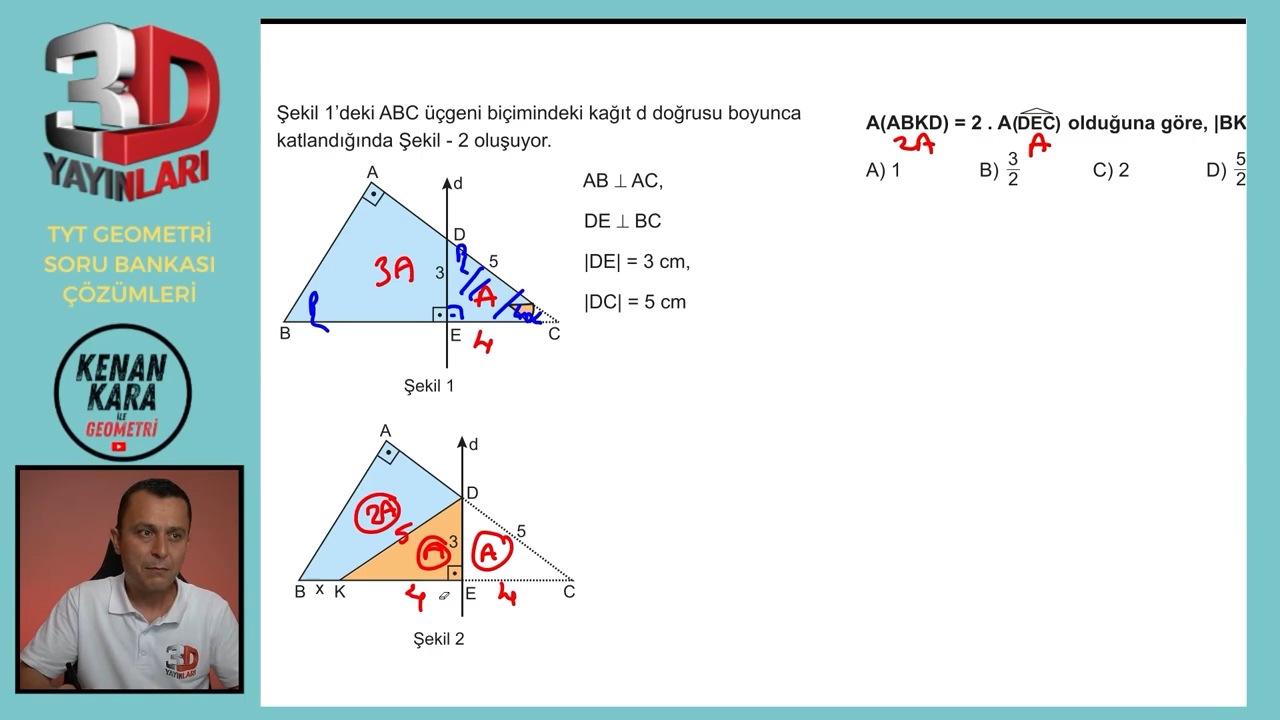 3D
YAYINLARI
TYT GEOMETRİ
SORU BANKASI
ÇÖZÜMLERİ
KENAN
KARA
İLE
GEOMETRİ
3D
YAYINLARI
Şekil 1'deki ABC üçgeni biçimindeki kağıt d doğrusu boyunca
katlandığında Şekil - 2 oluşuyor.
A
d
D
5
3
3A
A
B
E
C
4
Şekil 1
AB ⊥ AC,
DE ⊥ BC
|DE| = 3 cm,
|DC| = 5 cm
A
d
D
2A
5
3
5
A
A
B x K
4
E
4
C
Şekil 2
A(ABKD) = 2 . A(DEC) olduğuna göre, |BK
2A
A
A) 1
B) 3/2
C) 2
D) 5/2